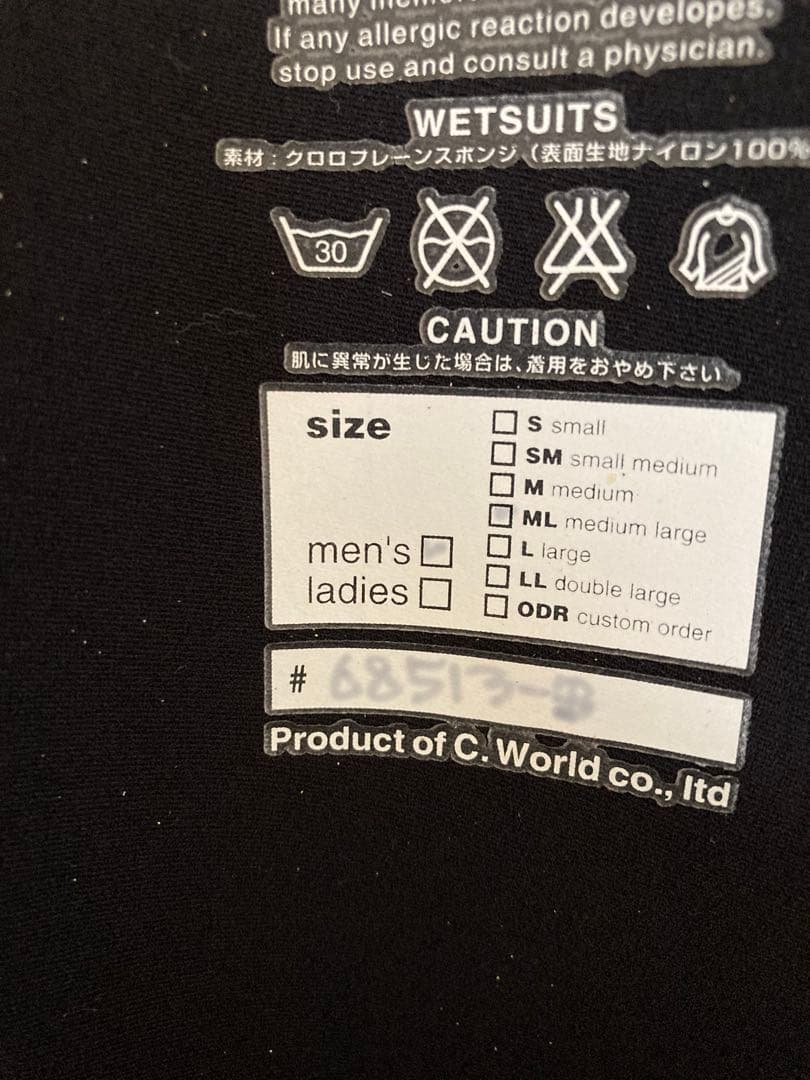 If any allergic reaction developes.
stop use and consult a physician.
WETSUITS
素材：クロロフレーンスポンジ（表面生地ナイロン100%
30
CAUTION
肌に異常が生じた場合は､着用をおやめ下さい
size
S small
SM small medium
M medium
ML medium large
L large
LL double large
ODR custom order
men's
ladies
# 68513-
Product of C. World co., ltd